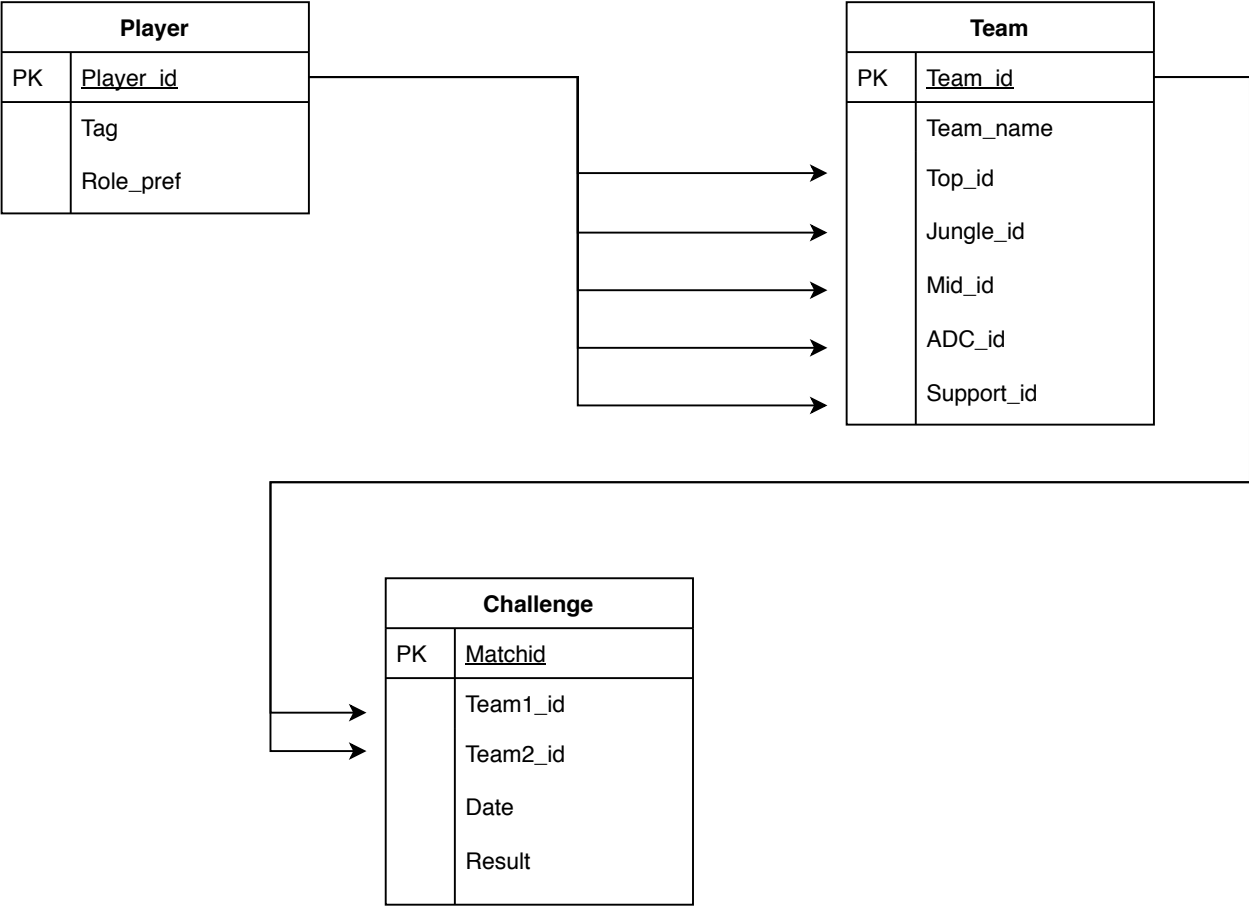 Player
PK Player_id
Tag
Role_pref
Team
PK Team_id
Team_name
Top_id
Jungle_id
Mid_id
ADC_id
Support_id
Challenge
PK Matchid
Team1_id
Team2_id
Date
Result